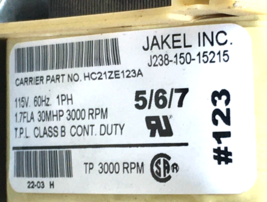 JAKEL INC.
J238-150-15215
CARRIER PART NO. HC21ZE123A
115V. 60Hz. 1PH
1.7FLA 30MHP 3000 RPM
T.P.L CLASS B CONT. DUTY
5/6/7
#123
TP 3000 RPM
22-03 H